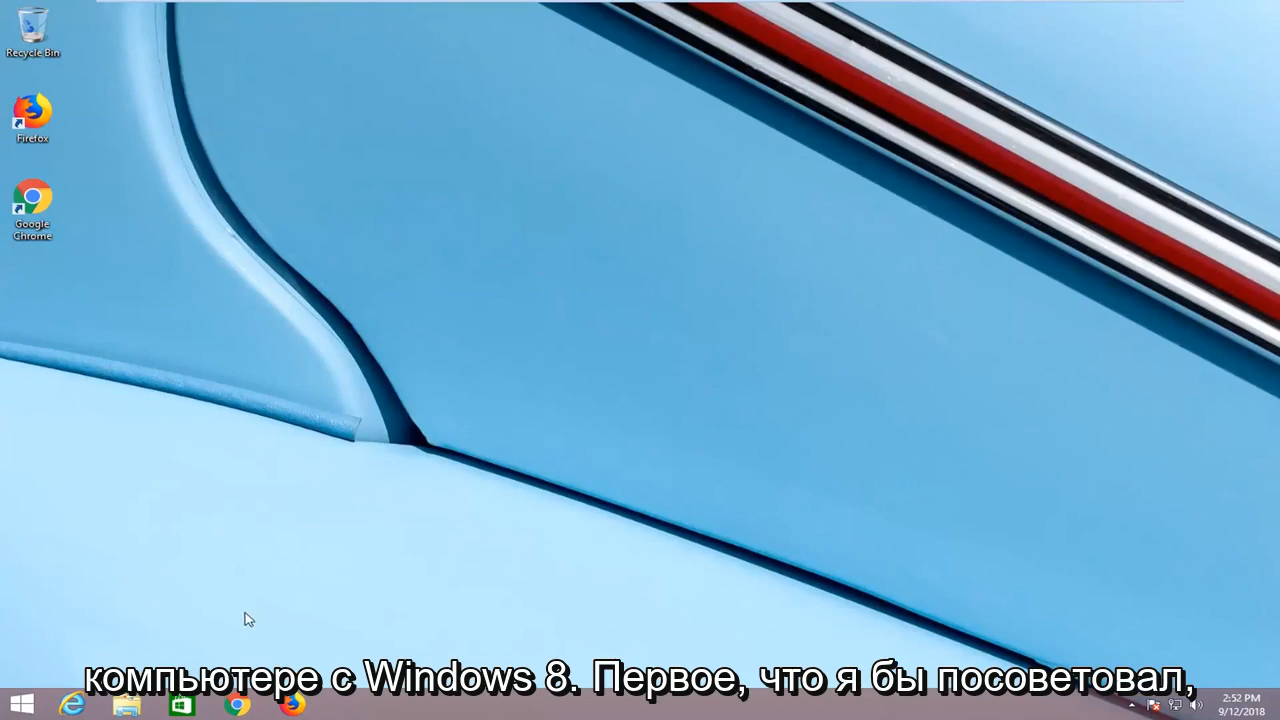 Recycle Bin
Firefox
Google
Chrome
компьютере с Windows 8. Первое, что я бы посоветовал,
2:52 PM
9/12/2018